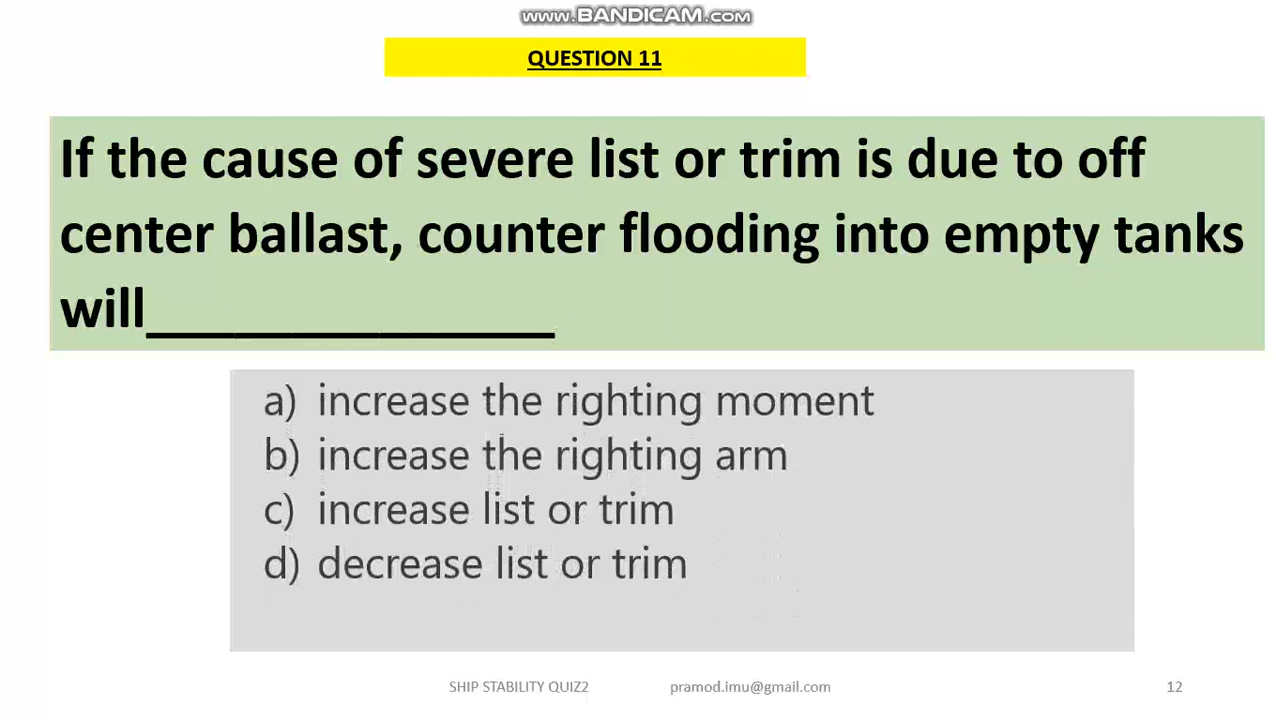 www.BANDICAM.com
QUESTION 11
If the cause of severe list or trim is due to off
center ballast, counter flooding into empty tanks
will______________
a) increase the righting moment
b) increase the righting arm
c) increase list or trim
d) decrease list or trim
SHIP STABILITY QUIZ2 pramod.imu@gmail.com 12